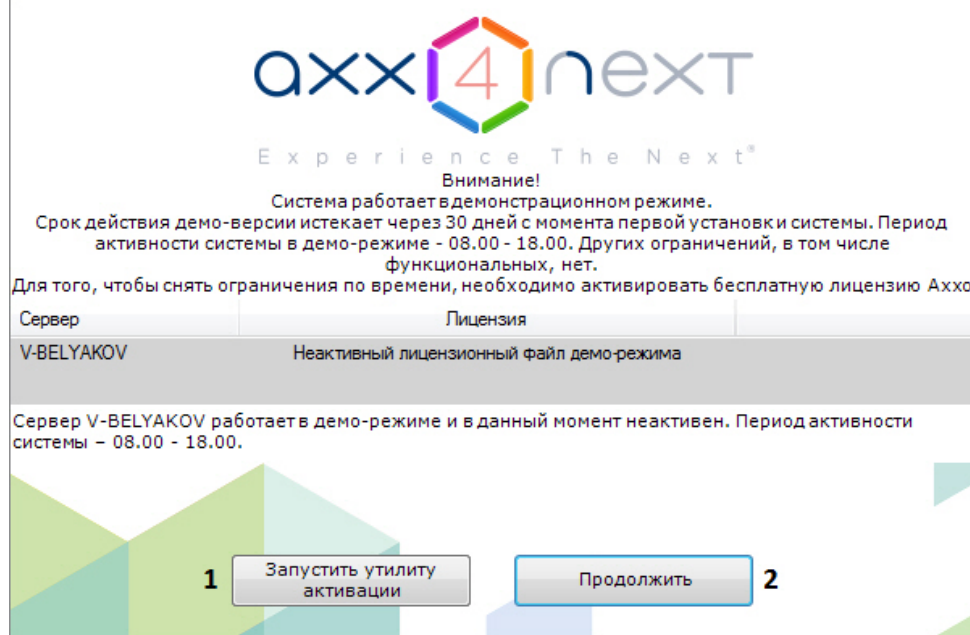 axx4next
Experience The Next®
Внимание!
Система работает в демонстрационном режиме.
Срок действия демо-версии истекает через 30 дней с момента первой установки системы. Период
активности системы в демо-режиме - 08.00 - 18.00. Других ограничений, в том числе
функциональных, нет.
Для того, чтобы снять ограничения по времени, необходимо активировать бесплатную лицензию Axxo
Сервер Лицензия
V-BELYAKOV Неактивный лицензионный файл демо-режима
Сервер V-BELYAKOV работает в демо-режиме и в данный момент неактивен. Период активности
системы – 08.00 - 18.00.
1 Запустить утилиту
активации
Продолжить 2